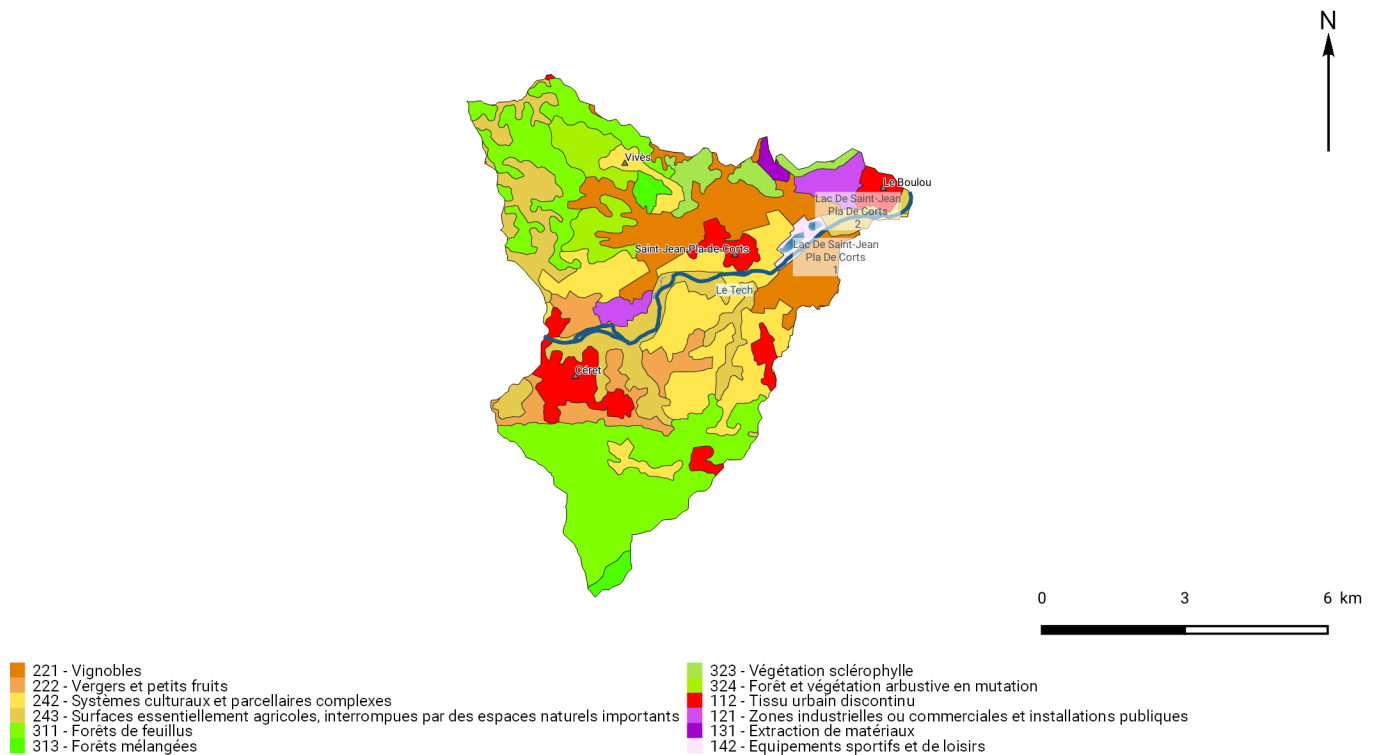 N
Vivès
Le Boulou
Lac De Saint-Jean
Pla De Corts
2
Saint-Jean-Pla-de-Corts
Lac De Saint-Jean
Pla De Corts
1
Le Tech
Céret
0 3 6 km
221 - Vignobles
222 - Vergers et petits fruits
242 - Systèmes culturaux et parcellaires complexes
243 - Surfaces essentiellement agricoles, interrompues par des espaces naturels importants
311 - Forêts de feuillus
313 - Forêts mélangées
323 - Végétation sclérophylle
324 - Forêt et végétation arbustive en mutation
112 - Tissu urbain discontinu
121 - Zones industrielles ou commerciales et installations publiques
131 - Extraction de matériaux
142 - Equipements sportifs et de loisirs